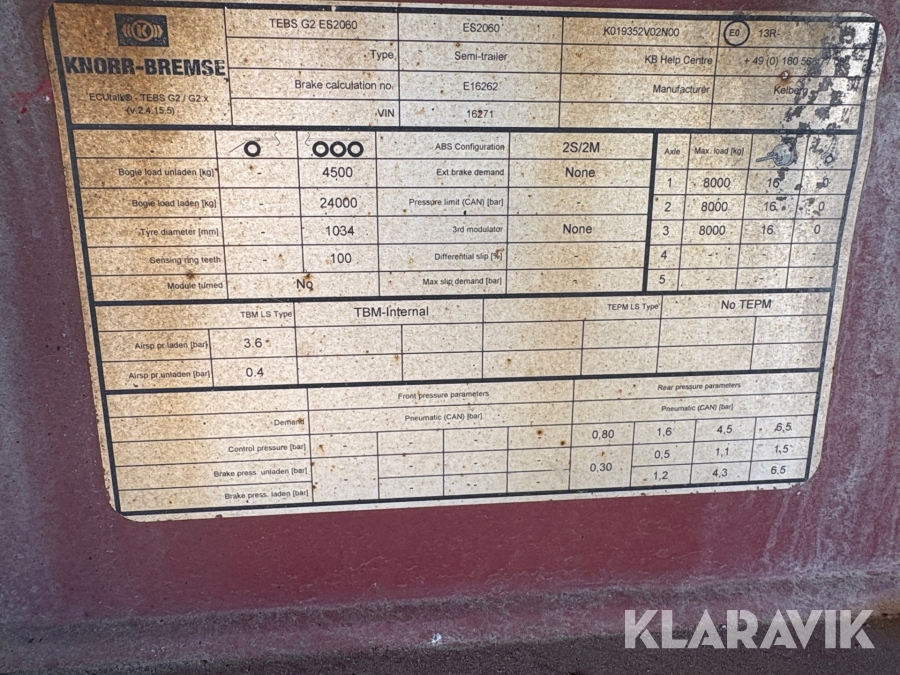 KNORR-BREMSE
ECUtalk® - TEBS G2 / G2.x
(v. 2.4.15.5)
TEBS G2 ES2060 ES2060 K019352V02N00 E0 13R-
Type Semi-trailer KB Help Centre + 49 (0) 180
Brake calculation no. E16262 Manufacturer Kelberg
VIN 16271
ABS Configuration 2S/2M
Bogie load unladen [kg] - 4500 Ext brake demand None
Bogie load laden [kg] - 24000 Pressure limit (CAN) [bar] -
Tyre diameter [mm] - 1034 3rd modulator None
Sensing ring teeth - 100 Differential slip [%] -
Module turned No Max slip demand [bar] -
Axle Max. load [kg]
1 8000 16 0
2 8000 16 0
3 8000 16 0
4 - - -
5 - - -
TBM LS Type TBM-Internal TEPM LS Type No TEPM
Airsp pr.laden [bar] 3.6
Airsp pr.unladen [bar] 0.4
Front pressure parameters Rear pressure parameters
Pneumatic (CAN) [bar] Pneumatic (CAN) [bar]
Demand
Control pressure [bar] - - - 0,80 1,6 4,5 6,5
Brake press. unladen [bar] - - - 0,30 0,5 1,1 1,5
Brake press. laden [bar] - - - 1,2 4,3 6,5
KLARAVIK